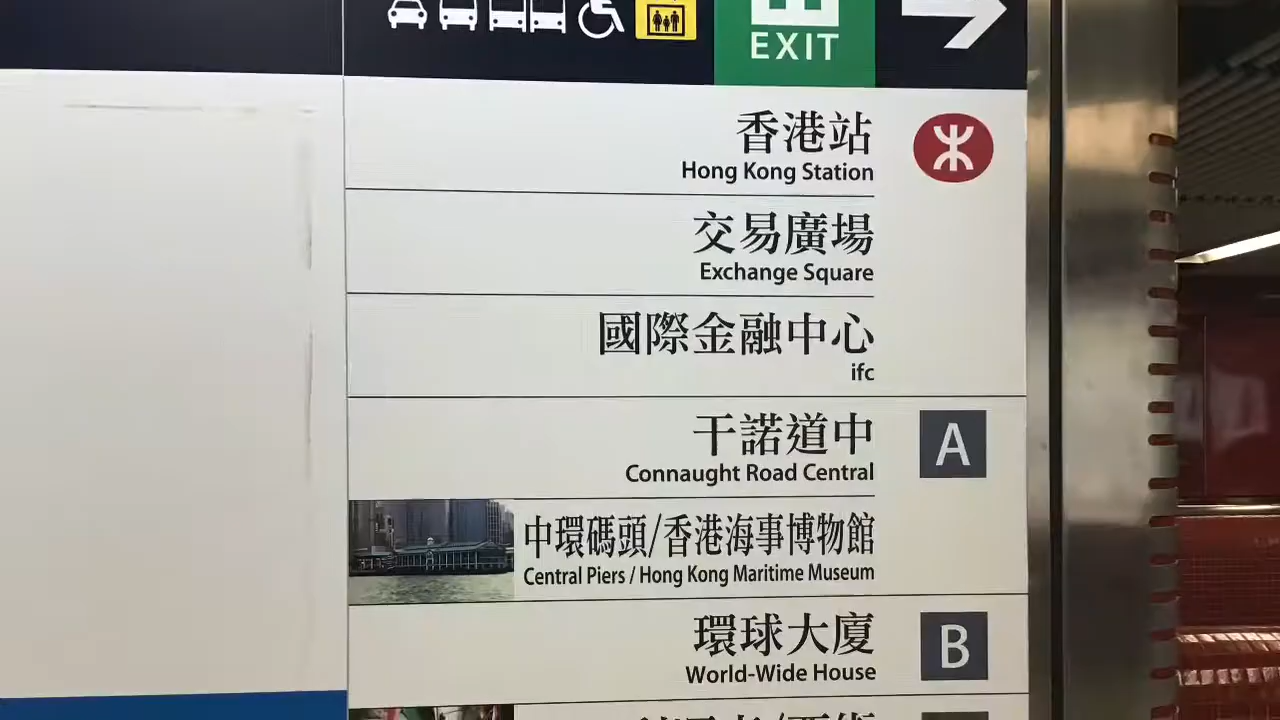 EXIT
香港站
Hong Kong Station
交易廣場
Exchange Square
國際金融中心
ifc
干諾道中
A
Connaught Road Central
中環碼頭/香港海事博物館
Central Piers / Hong Kong Maritime Museum
環球大廈
B
World-Wide House